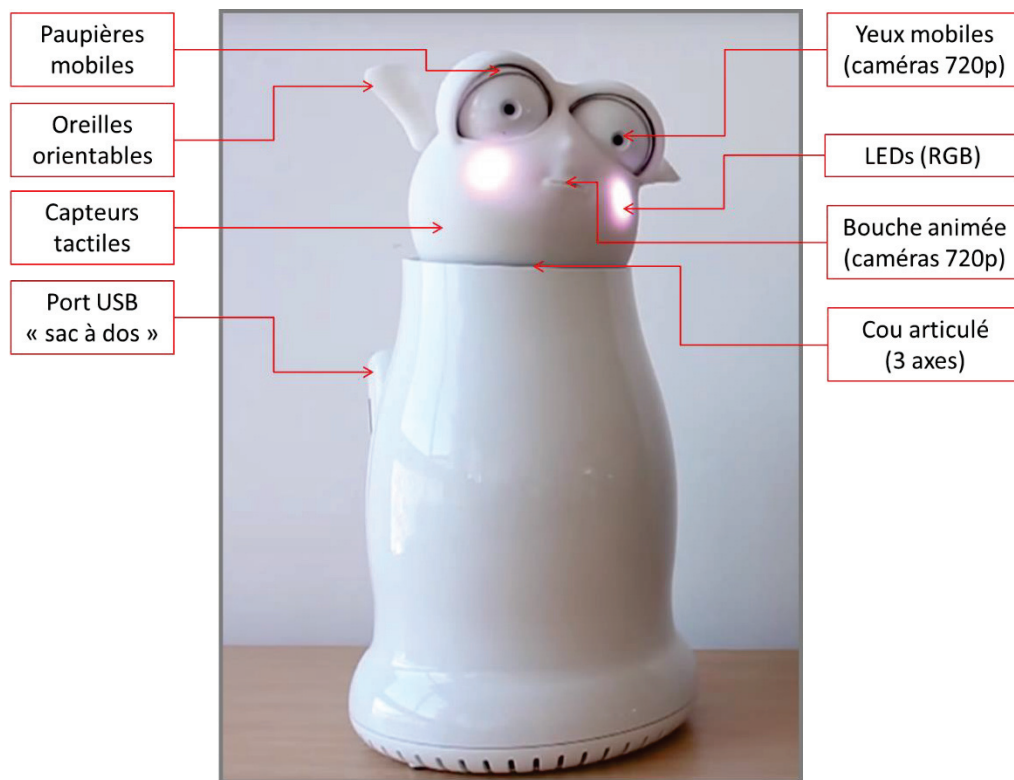 Paupières
mobiles
Oreilles
orientables
Capteurs
tactiles
Port USB
« sac à dos »
Yeux mobiles
(caméras 720p)
LEDs (RGB)
Bouche animée
(caméras 720p)
Cou articulé
(3 axes)